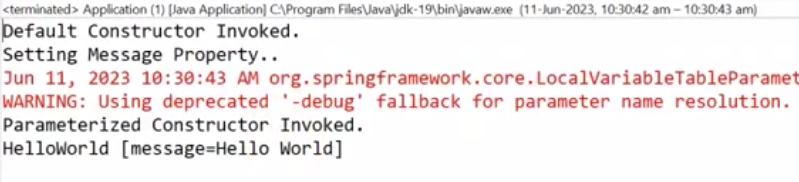 <terminated> Application (1) [Java Application] C:\Program Files\Java\jdk-19\bin\javaw.exe (11-Jun-2023, 10:30:42 am – 10:30:43 am)
Default Constructor Invoked.
Setting Message Property..
Jun 11, 2023 10:30:43 AM org.springframework.core.LocalVariableTableParamet
WARNING: Using deprecated '-debug' fallback for parameter name resolution.
Parameterized Constructor Invoked.
HelloWorld [message=Hello World]